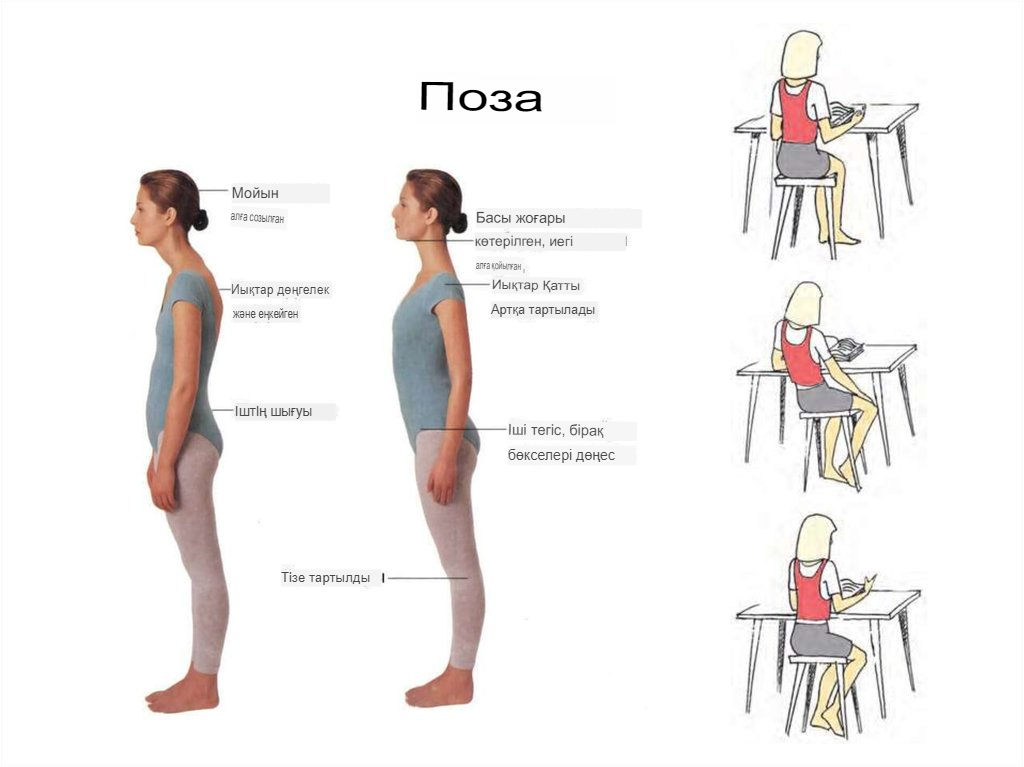 Поза
Мойын
алға созылған
Иықтар дөңгелек
және еңкейген
Іштің шығуы
Басы жоғары
көтерілген, иегі
алға қойылған
Иықтар Қатты
Артқа тартылады
Іші тегіс, бірақ
бөкселері дөңес
Тізе тартылды